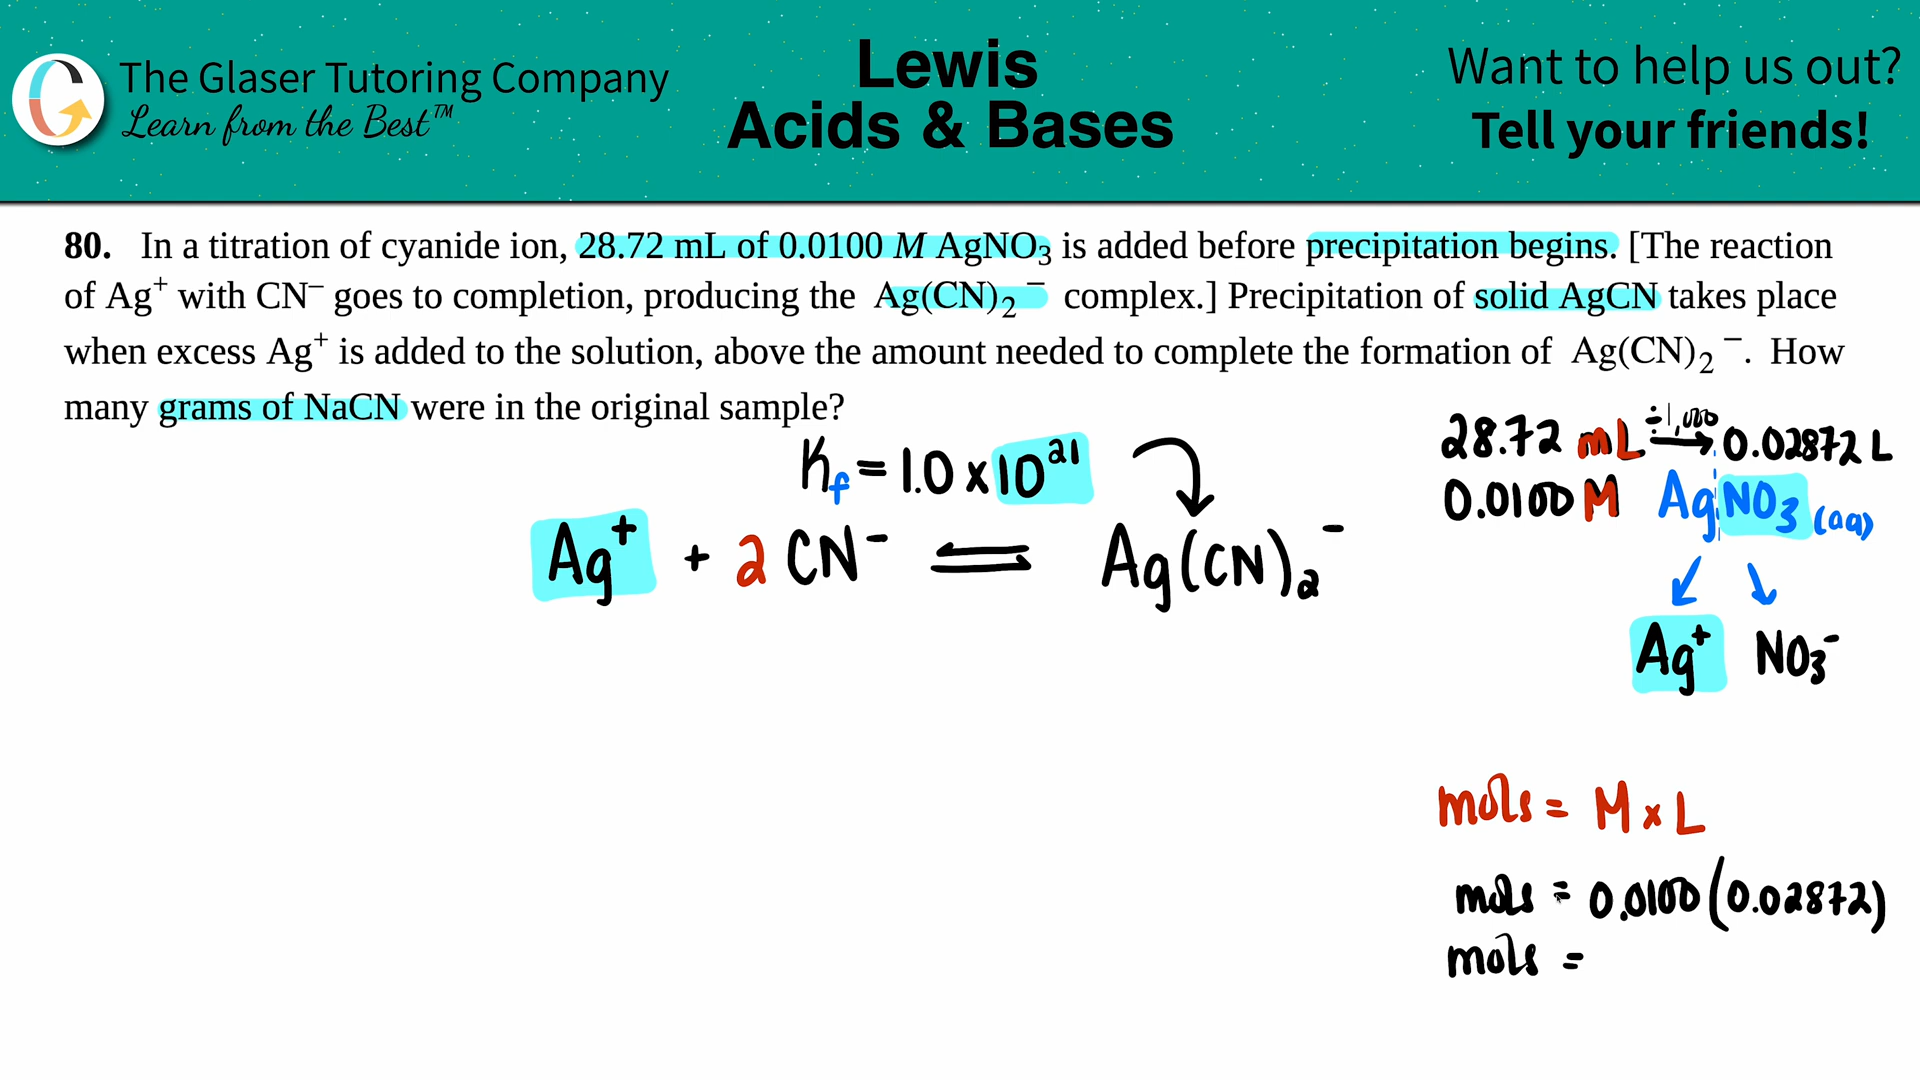 The Glaser Tutoring Company
Learn from the Best™
Lewis
Acids & Bases
Want to help us out?
Tell your friends!
80. In a titration of cyanide ion, 28.72 mL of 0.0100 M AgNO₃ is added before precipitation begins. [The reaction
of Ag⁺ with CN⁻ goes to completion, producing the Ag(CN)₂⁻ complex.] Precipitation of solid AgCN takes place
when excess Ag⁺ is added to the solution, above the amount needed to complete the formation of Ag(CN)₂⁻. How
many grams of NaCN were in the original sample?
Kf = 1.0 x 10²¹
Ag⁺ + 2 CN⁻ ⇌ Ag(CN)₂⁻
28.72 mL ÷1,000 → 0.02872 L
0.0100 M AgNO₃ (aq)
Ag⁺ NO₃⁻
mols = M x L
mols = 0.0100(0.02872)
mols =